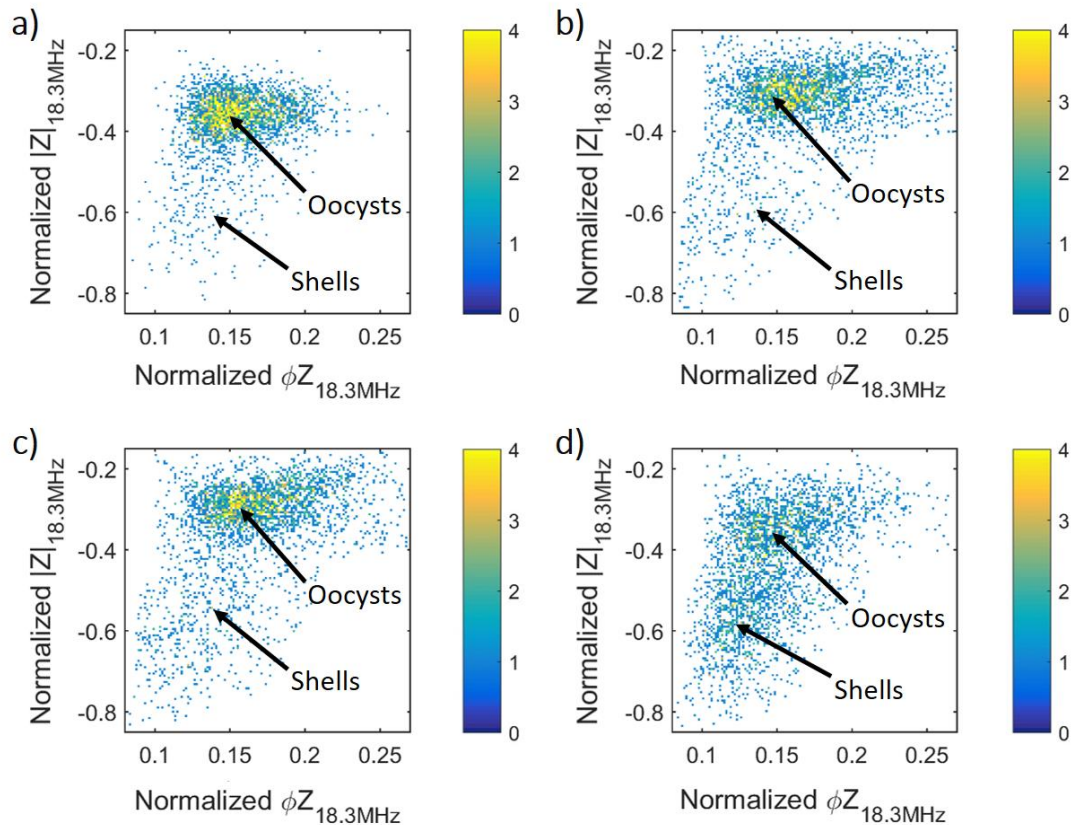 a)
-0.2
-0.4
-0.6
-0.8
0.1 0.15 0.2 0.25
Normalized |Z|18.3MHz
Normalized ϕZ18.3MHz
Oocysts
Shells
4
3
2
1
0
b)
-0.2
-0.4
-0.6
-0.8
0.1 0.15 0.2 0.25
Normalized |Z|18.3MHz
Normalized ϕZ18.3MHz
Oocysts
Shells
4
3
2
1
0
c)
-0.2
-0.4
-0.6
-0.8
0.1 0.15 0.2 0.25
Normalized |Z|18.3MHz
Normalized ϕZ18.3MHz
Oocysts
Shells
4
3
2
1
0
d)
-0.2
-0.4
-0.6
-0.8
0.1 0.15 0.2 0.25
Normalized |Z|18.3MHz
Normalized ϕZ18.3MHz
Oocysts
Shells
4
3
2
1
0